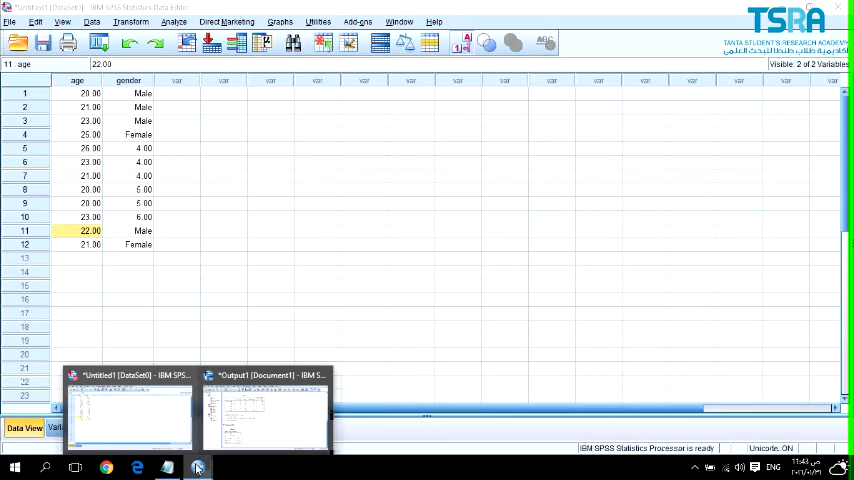 *Untitled1 [DataSet0] - IBM SPSS Statistics Data Editor
File Edit View Data Transform Analyze Direct Marketing Graphs Utilities Add-ons Window Help
TSRA
TANTA STUDENT'S RESEARCH ACADEMY
أكاديمية طلاب طنطا للبحث العلمي
11 : age 22.00 Visible: 2 of 2 Variables
age gender var var var var var var var var var var var var var var var
1 20.00 Male
2 21.00 Male
3 23.00 Male
4 25.00 Female
5 26.00 4.00
6 23.00 4.00
7 21.00 4.00
8 20.00 5.00
9 20.00 5.00
10 23.00 6.00
11 22.00 Male
12 21.00 Female
13
14
15
16
17
18
19
20
21
22
23
*Untitled1 [DataSet0] - IBM SPS... *Output1 [Document1] - IBM S...
Data View Vari
IBM SPSS Statistics Processor is ready Unicode:ON
ENG 11:43 ص